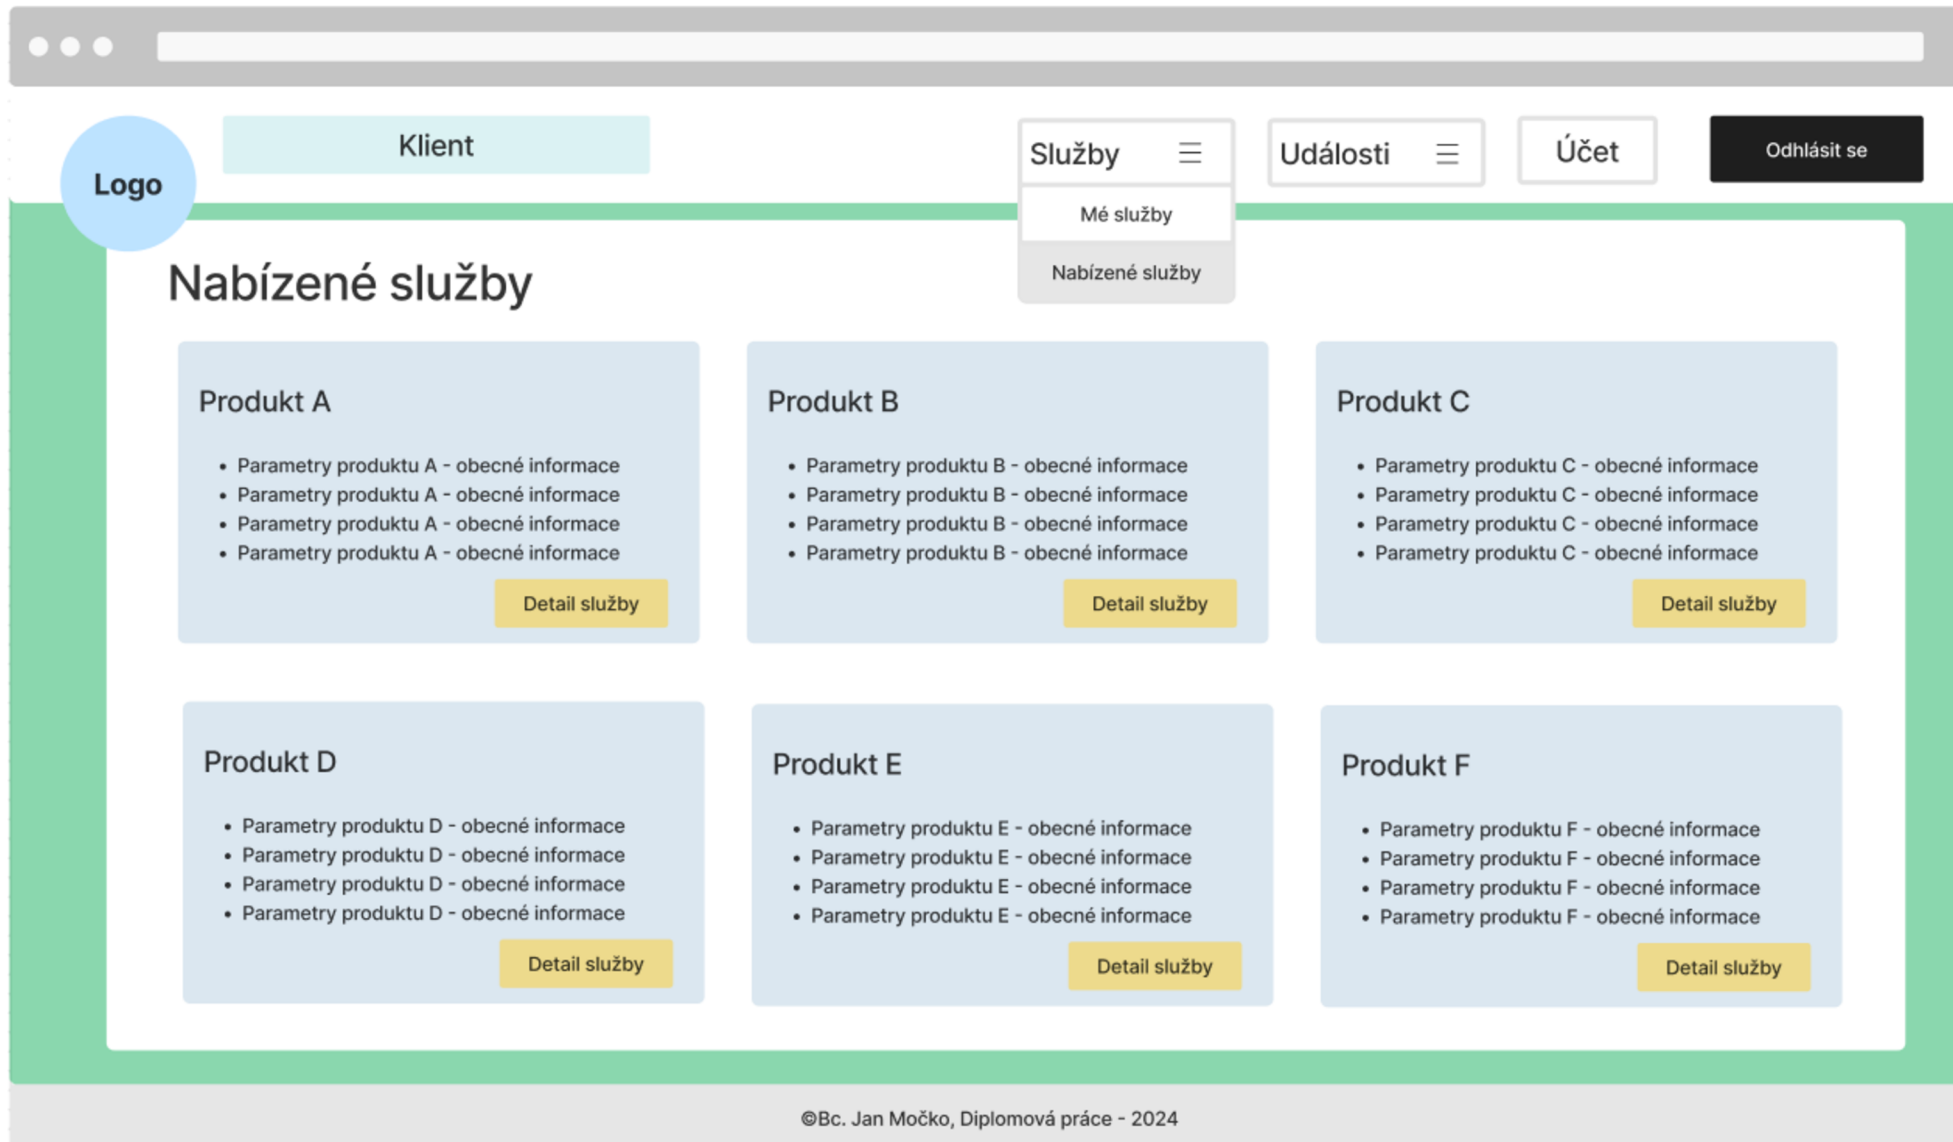 Logo
Klient
Služby
Události
Účet
Odhlásit se
Mé služby
Nabízené služby
Nabízené služby
Produkt A
• Parametry produktu A - obecné informace
• Parametry produktu A - obecné informace
• Parametry produktu A - obecné informace
• Parametry produktu A - obecné informace
Detail služby
Produkt B
• Parametry produktu B - obecné informace
• Parametry produktu B - obecné informace
• Parametry produktu B - obecné informace
• Parametry produktu B - obecné informace
Detail služby
Produkt C
• Parametry produktu C - obecné informace
• Parametry produktu C - obecné informace
• Parametry produktu C - obecné informace
• Parametry produktu C - obecné informace
Detail služby
Produkt D
• Parametry produktu D - obecné informace
• Parametry produktu D - obecné informace
• Parametry produktu D - obecné informace
• Parametry produktu D - obecné informace
Detail služby
Produkt E
• Parametry produktu E - obecné informace
• Parametry produktu E - obecné informace
• Parametry produktu E - obecné informace
• Parametry produktu E - obecné informace
Detail služby
Produkt F
• Parametry produktu F - obecné informace
• Parametry produktu F - obecné informace
• Parametry produktu F - obecné informace
• Parametry produktu F - obecné informace
Detail služby
©Bc. Jan Močko, Diplomová práce - 2024